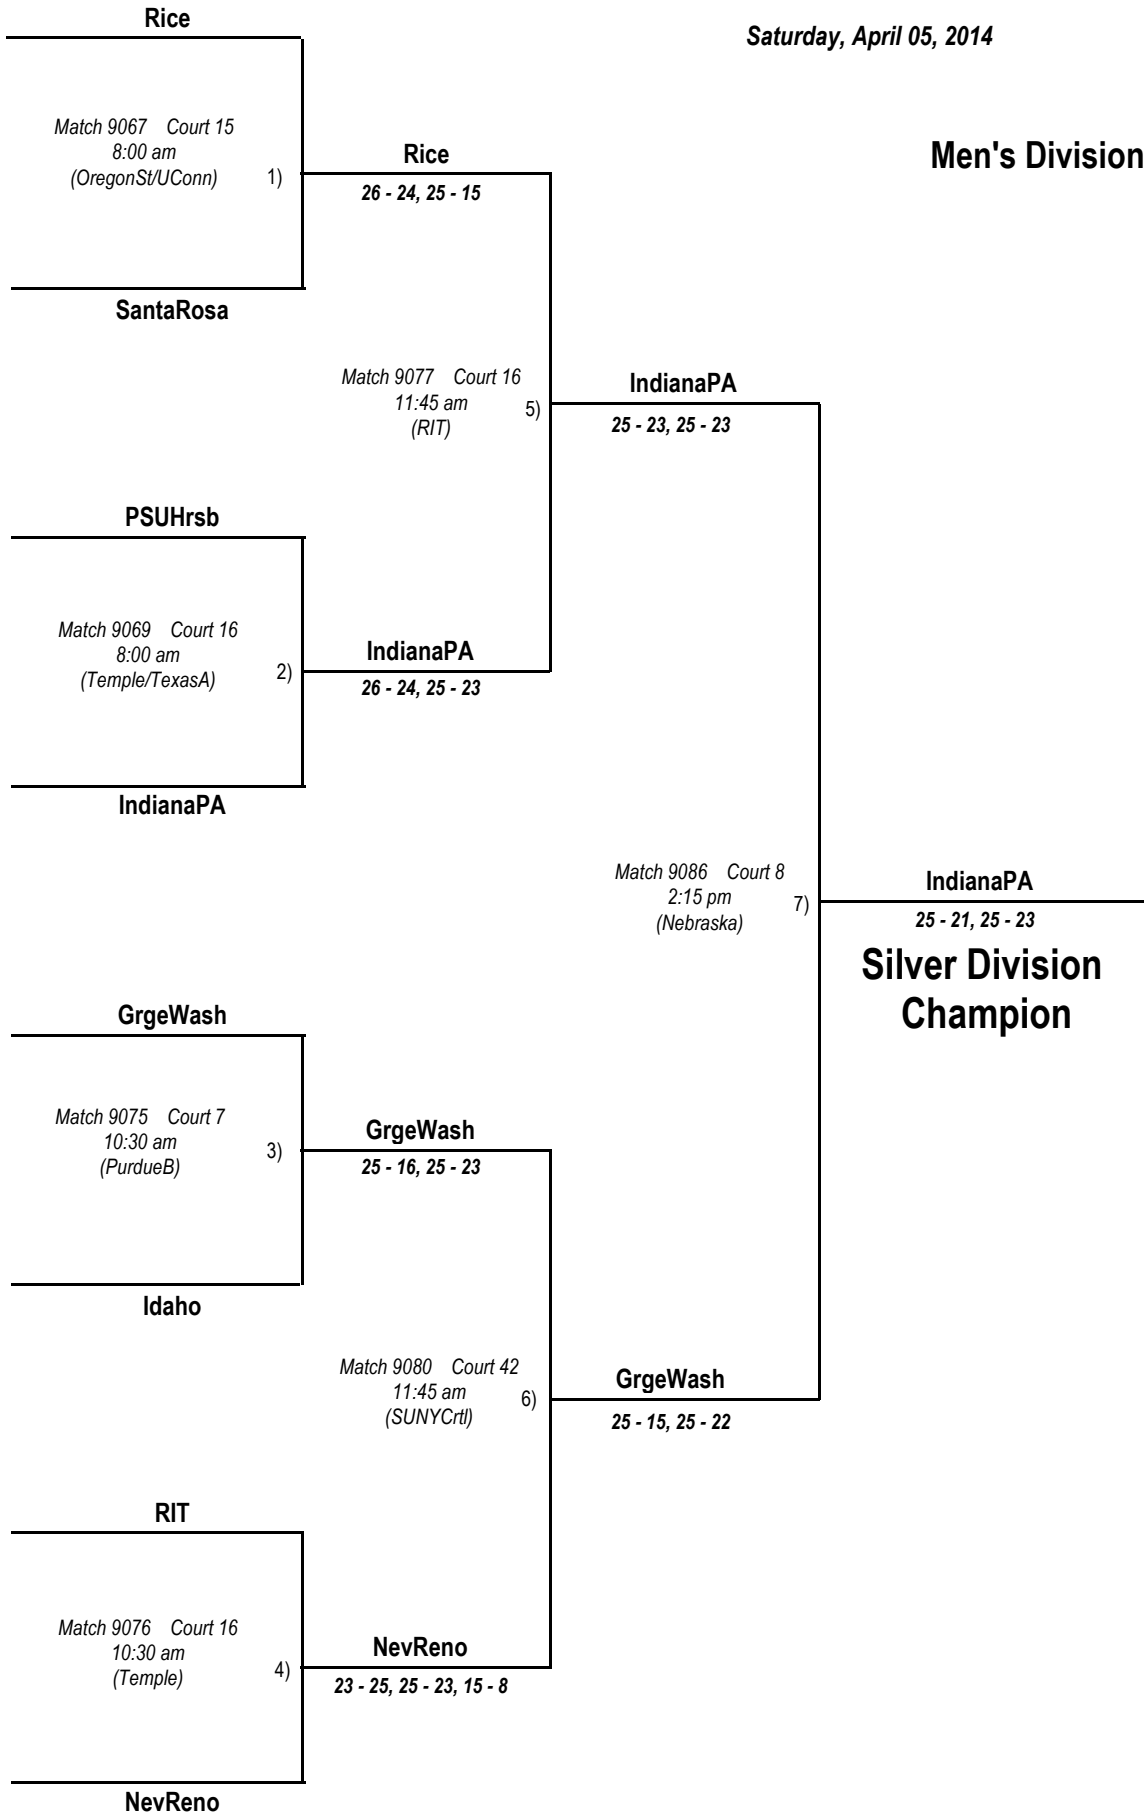 Rice
Saturday, April 05, 2014
Match 9067 Court 15
8:00 am
(OregonSt/UConn)
1)
Rice
26 - 24, 25 - 15
Men's Division
SantaRosa
Match 9077 Court 16
11:45 am
(RIT)
5)
IndianaPA
25 - 23, 25 - 23
PSUHrsb
Match 9069 Court 16
8:00 am
(Temple/TexasA)
2)
IndianaPA
26 - 24, 25 - 23
IndianaPA
Match 9086 Court 8
2:15 pm
(Nebraska)
7)
IndianaPA
25 - 21, 25 - 23
Silver Division
Champion
GrgeWash
Match 9075 Court 7
10:30 am
(PurdueB)
3)
GrgeWash
25 - 16, 25 - 23
Idaho
Match 9080 Court 42
11:45 am
(SUNYCrtl)
6)
GrgeWash
25 - 15, 25 - 22
RIT
Match 9076 Court 16
10:30 am
(Temple)
4)
NevReno
23 - 25, 25 - 23, 15 - 8
NevReno